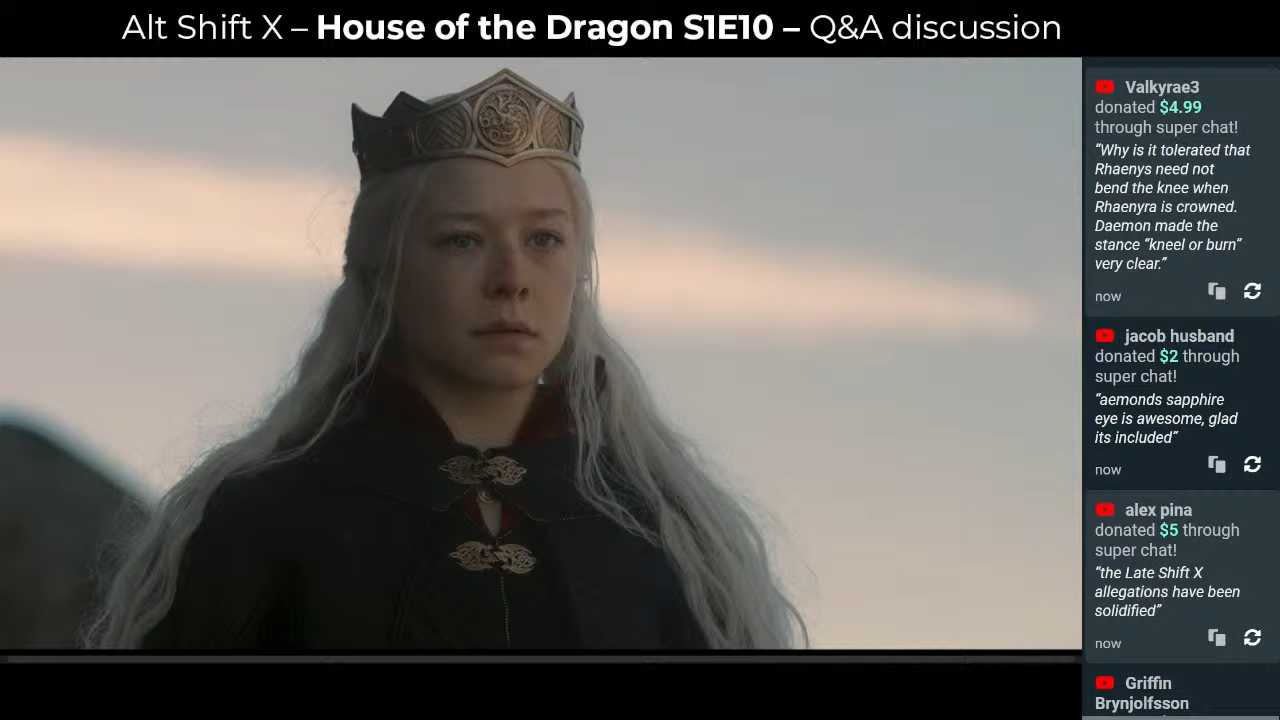 Alt Shift X – House of the Dragon S1E10 – Q&A discussion
Valkyrae3
donated $4.99
through super chat!
“Why is it tolerated that
Rhaenys need not
bend the knee when
Rhaenyra is crowned.
Daemon made the
stance “kneel or burn”
very clear.”
now
jacob husband
donated $2 through
super chat!
“aemonds sapphire
eye is awesome, glad
its included”
now
alex pina
donated $5 through
super chat!
“the Late Shift X
allegations have been
solidified”
now
Griffin
Brynjolfsson